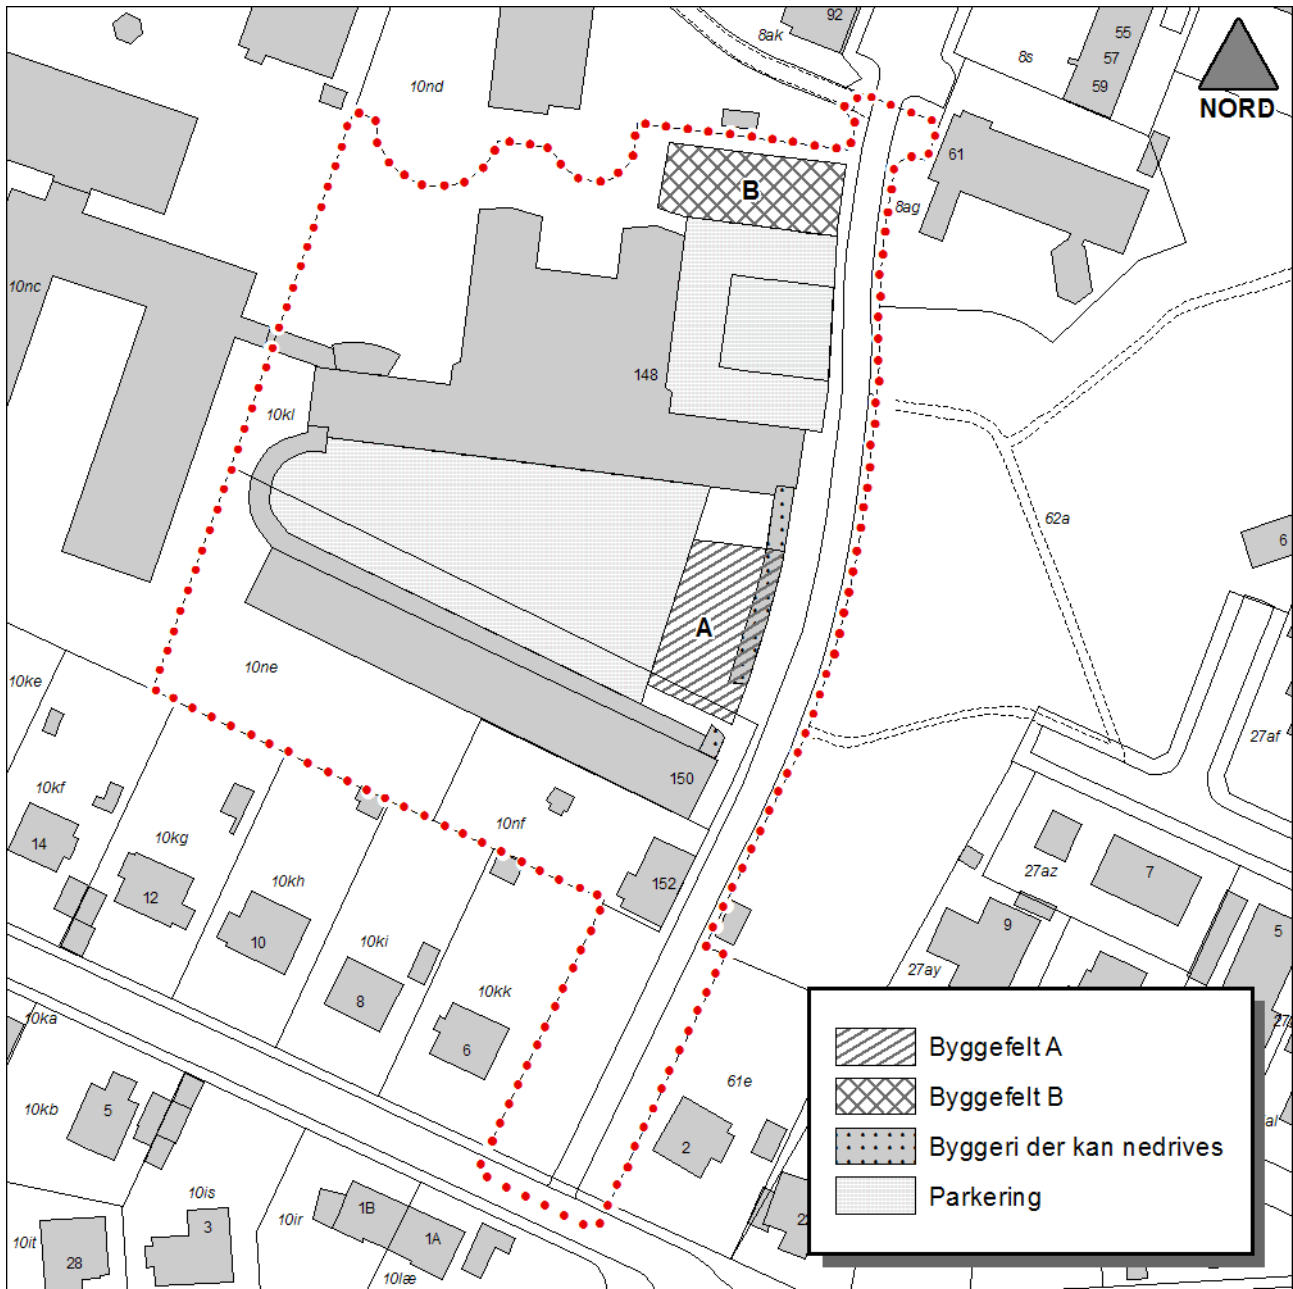 92
8ak
55
8s
57
59
NORD
10nd
61
B
8ag
10nc
148
10kl
62a
6
A
10ne
10ke
27af
150
10kf
10nf
14
10kg
152
27az
7
12
10kh
9
5
10
10ki
27ay
8
10kk
10ka
6
61e
10kb
5
2
10is
10ir
1B
3
1A
10it
28
10læ
Byggefelt A
Byggefelt B
Byggeri der kan nedrives
Parkering